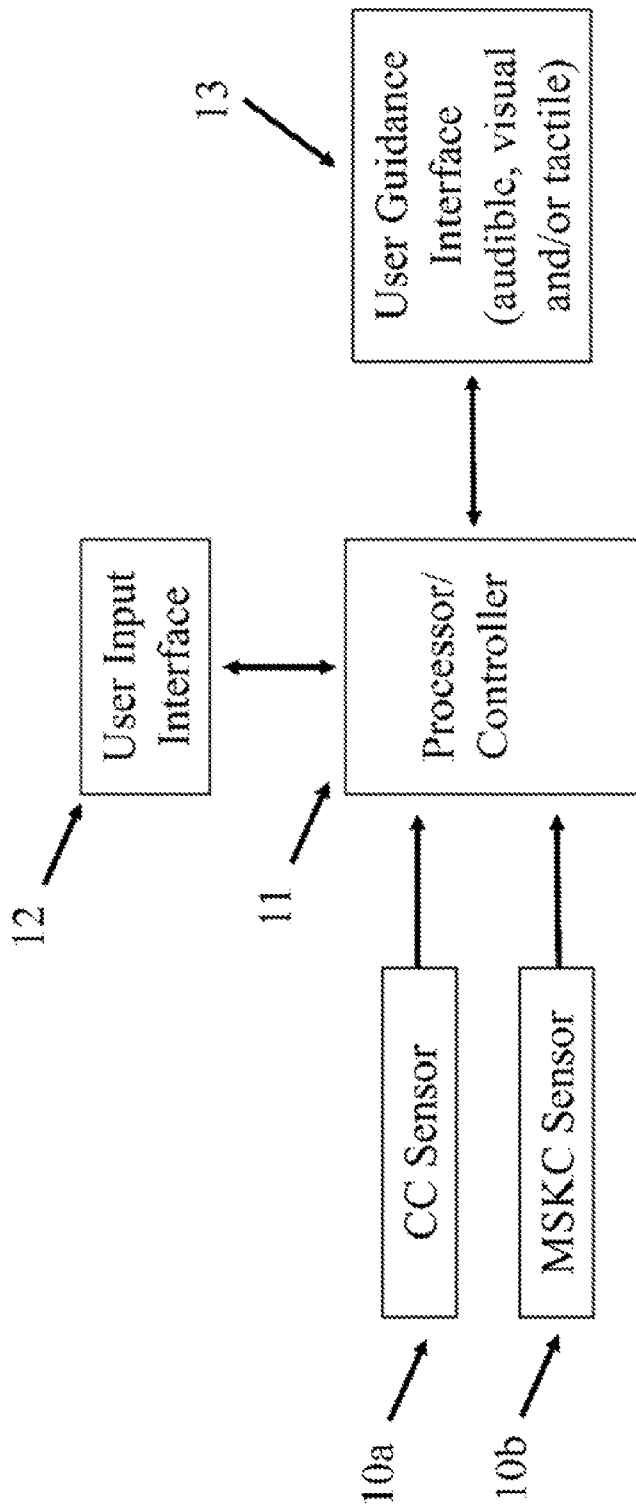 12
User Input
Interface
13
11
Processor/
Controller
User Guidance
Interface
(audible, visual
and/or tactile)
10a
CC Sensor
10b
MSKC Sensor